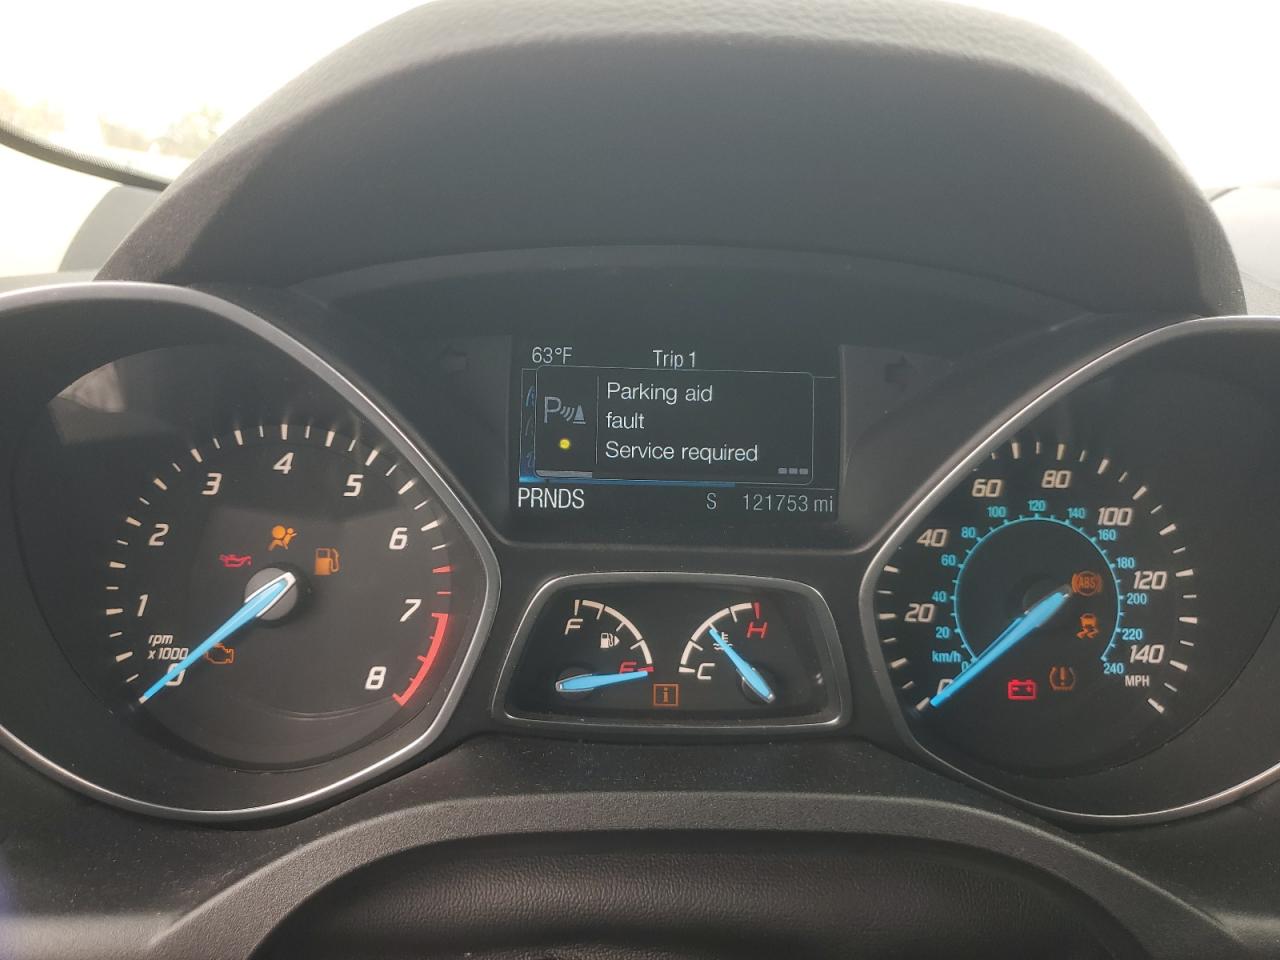 63°F Trip 1
Parking aid
fault
Service required
PRNDS S 121753 mi
0 1 2 3 4 5 6 7 8
rpm
x1000
F E
C H
0 20 40 60 80 100 120 140
MPH
0 20 40 60 80 100 120 140 160 180 200 220 240
km/h
ABS
P
i